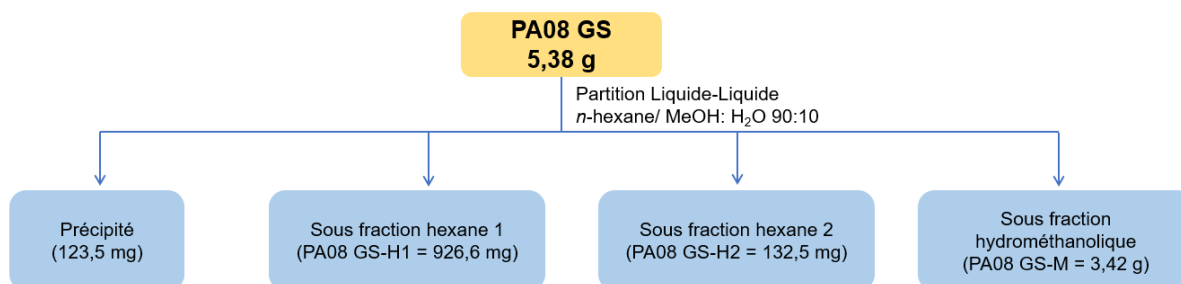 PA08 GS
5,38 g
Partition Liquide-Liquide
n-hexane/ MeOH: H₂O 90:10
Précipité
(123,5 mg)
Sous fraction hexane 1
(PA08 GS-H1 = 926,6 mg)
Sous fraction hexane 2
(PA08 GS-H2 = 132,5 mg)
Sous fraction
hydrométhanolique
(PA08 GS-M = 3,42 g)